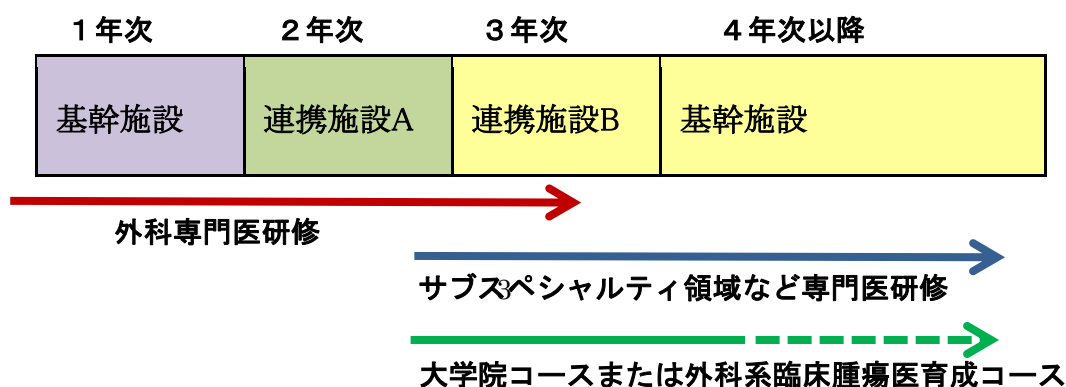 1年次 2年次 3年次 4年次以降
基幹施設 連携施設A 連携施設B 基幹施設
外科専門医研修
サブスペシャルティ領域など専門医研修
3
大学院コースまたは外科系臨床腫瘍医育成コース